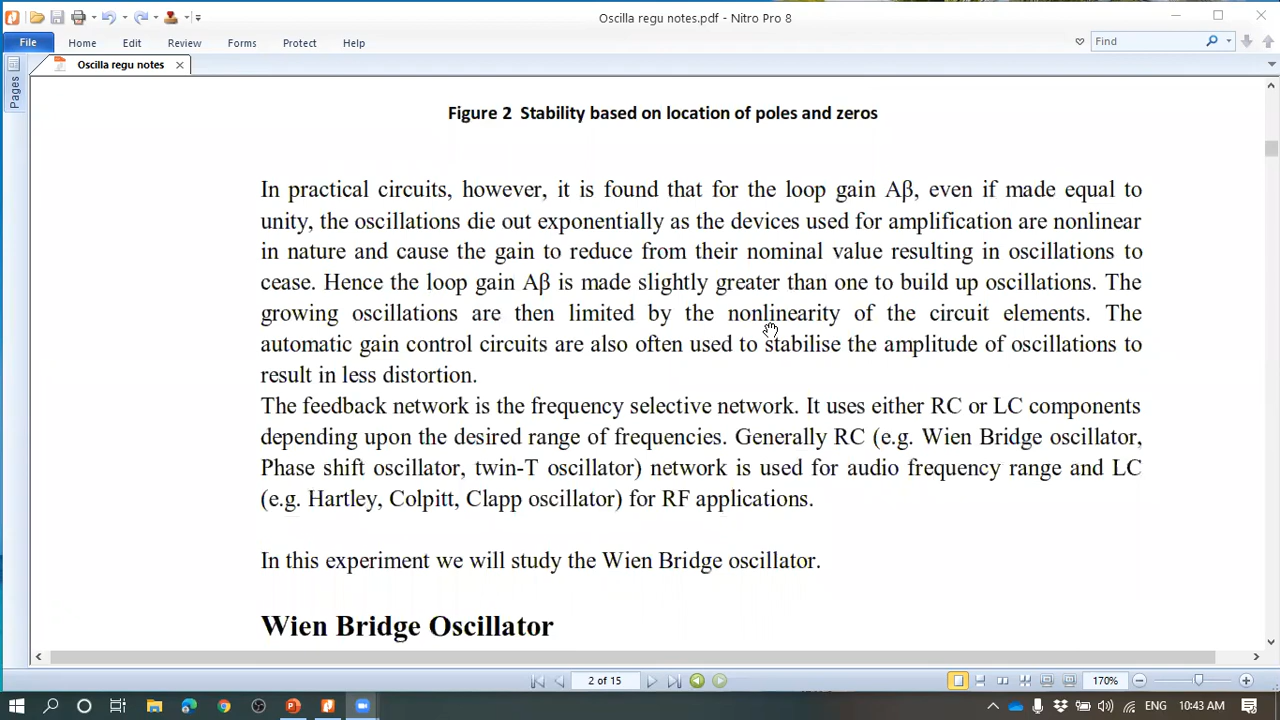 Oscilla regu notes.pdf - Nitro Pro 8
File Home Edit Review Forms Protect Help
Find
Oscilla regu notes
Pages
Figure 2 Stability based on location of poles and zeros
In practical circuits, however, it is found that for the loop gain Aβ, even if made equal to
unity, the oscillations die out exponentially as the devices used for amplification are nonlinear
in nature and cause the gain to reduce from their nominal value resulting in oscillations to
cease. Hence the loop gain Aβ is made slightly greater than one to build up oscillations. The
growing oscillations are then limited by the nonlinearity of the circuit elements. The
automatic gain control circuits are also often used to stabilise the amplitude of oscillations to
result in less distortion.
The feedback network is the frequency selective network. It uses either RC or LC components
depending upon the desired range of frequencies. Generally RC (e.g. Wien Bridge oscillator,
Phase shift oscillator, twin-T oscillator) network is used for audio frequency range and LC
(e.g. Hartley, Colpitt, Clapp oscillator) for RF applications.
In this experiment we will study the Wien Bridge oscillator.
Wien Bridge Oscillator
2 of 15
170%
ENG 10:43 AM